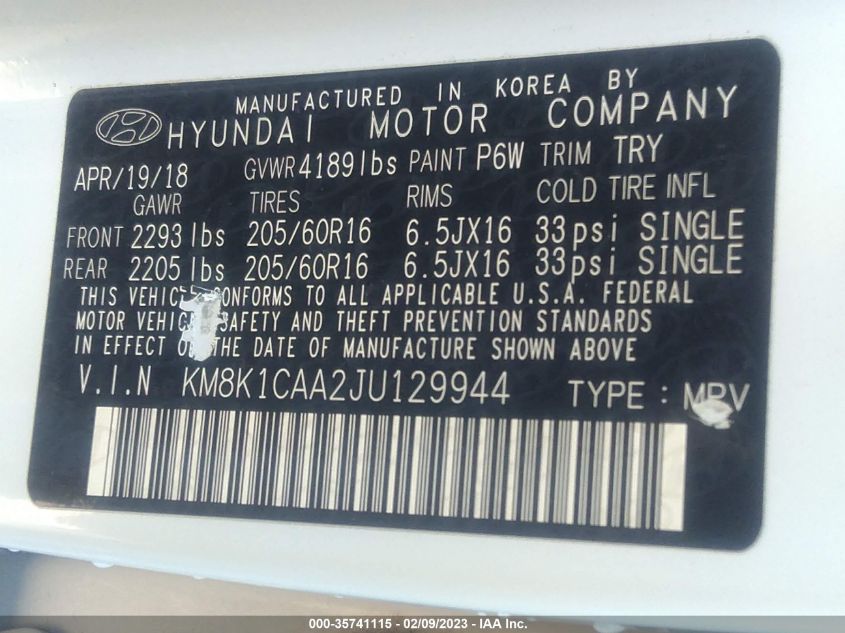 MANUFACTURED IN KOREA BY
HYUNDAI MOTOR COMPANY
APR/19/18 GVWR 4189 lbs PAINT P6W TRIM TRY
GAWR TIRES RIMS COLD TIRE INFL
FRONT 2293 lbs 205/60R16 6.5JX16 33psi SINGLE
REAR 2205 lbs 205/60R16 6.5JX16 33psi SINGLE
THIS VEHICLE CONFORMS TO ALL APPLICABLE U.S.A. FEDERAL
MOTOR VEHICLE SAFETY AND THEFT PREVENTION STANDARDS
IN EFFECT ON THE DATE OF MANUFACTURE SHOWN ABOVE
V.I.N KM8K1CAA2JU129944 TYPE : MPV
000-35741115 - 02/09/2023 - IAA Inc.